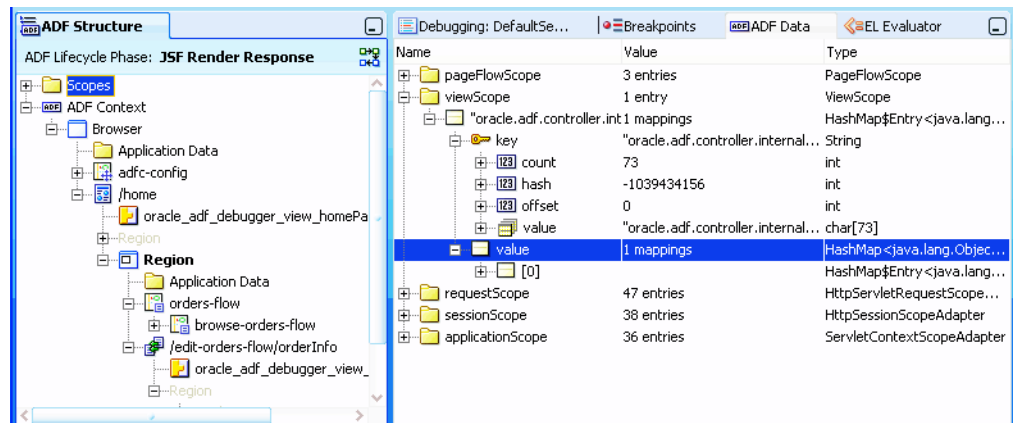 ADF Structure
ADF Lifecycle Phase: JSF Render Response
Scopes
ADF ADF Context
Browser
Application Data
adfc-config
/home
oracle_adf_debugger_view_homePa
Region
Region
Application Data
orders-flow
browse-orders-flow
/edit-orders-flow/orderInfo
oracle_adf_debugger_view_
Region
Debugging: DefaultSe... Breakpoints ADF ADF Data EL Evaluator
Name Value Type
pageFlowScope 3 entries PageFlowScope
viewScope 1 entry ViewScope
"oracle.adf.controller.int 1 mappings HashMap$Entry<java.lang...
key "oracle.adf.controller.internal... String
123 count 73 int
123 hash -1039434156 int
123 offset 0 int
value "oracle.adf.controller.internal... char[73]
value 1 mappings HashMap<java.lang.Objec...
[0] HashMap$Entry<java.lang...
requestScope 47 entries HttpServletRequestScope...
sessionScope 38 entries HttpSessionScopeAdapter
applicationScope 36 entries ServletContextScopeAdapter